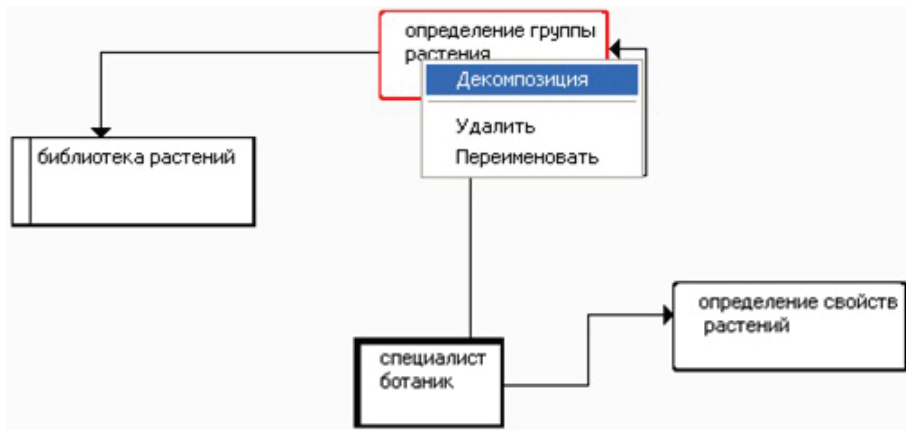 определение группы
растения
Декомпозиция
Удалить
Переименовать
библиотека растений
определение свойств
растений
специалист
ботаник